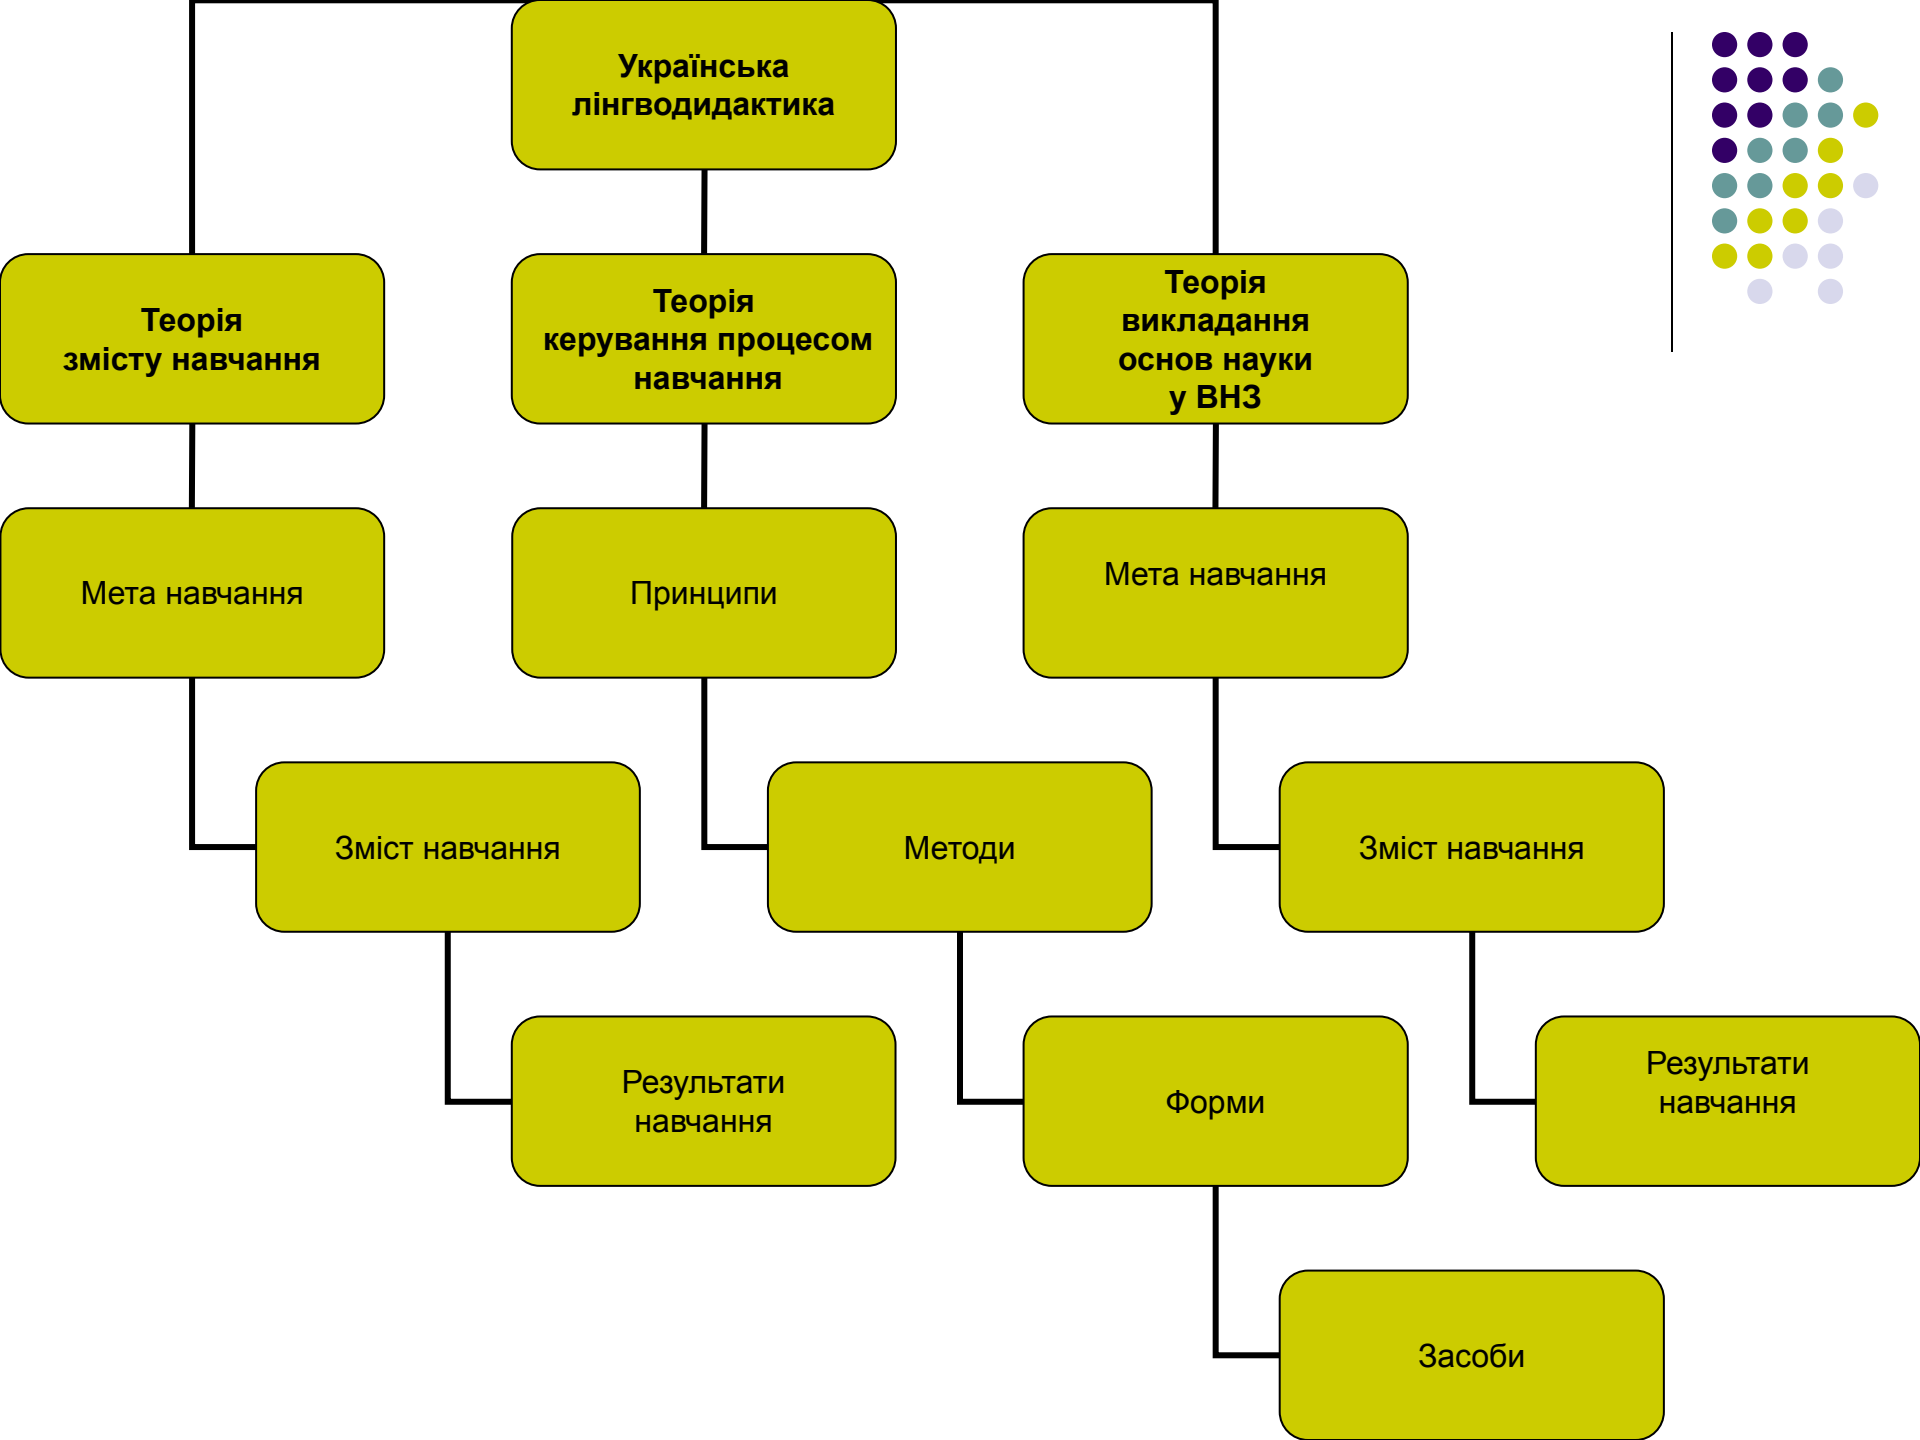 Українська
лінгводидактика
Теорія
змісту навчання
Теорія
керування процесом
навчання
Теорія
викладання
основ науки
у ВНЗ
Мета навчання
Принципи
Мета навчання
Зміст навчання
Методи
Зміст навчання
Результати
навчання
Форми
Результати
навчання
Засоби